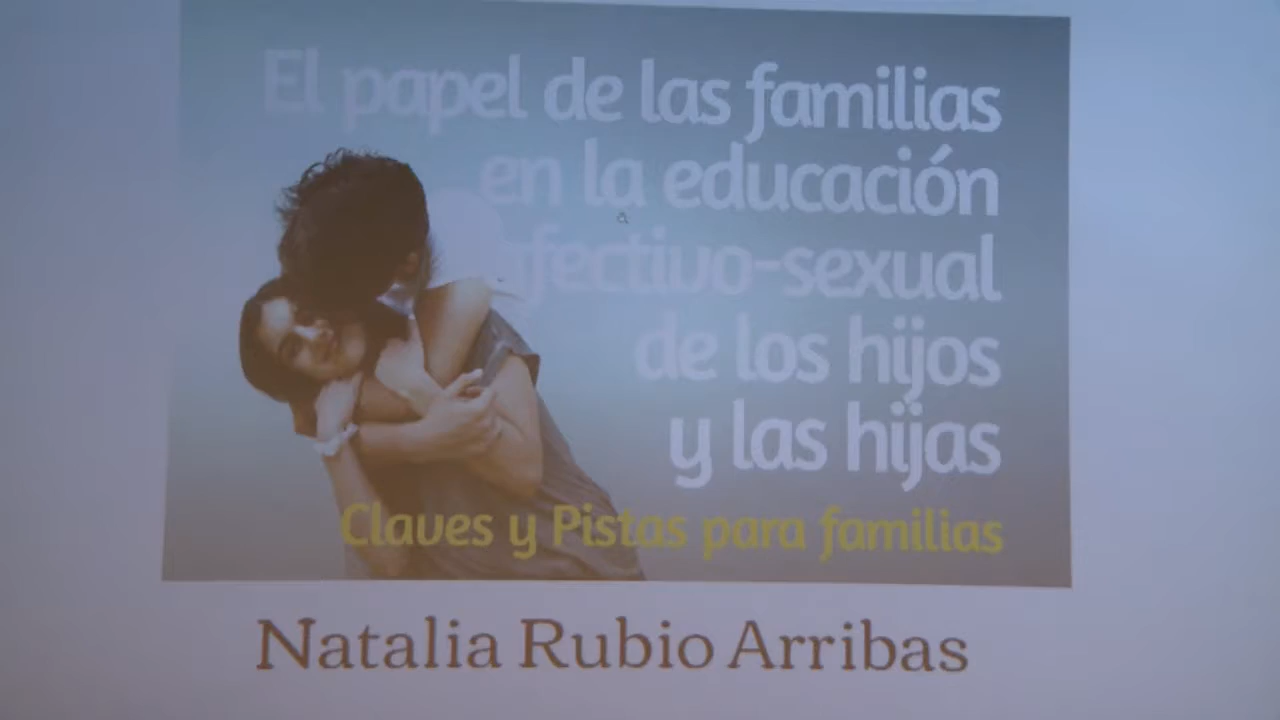 El papel de las familias
en la educación
afectivo-sexual
de los hijos
y las hijas
Claves y Pistas para familias
Natalia Rubio Arribas